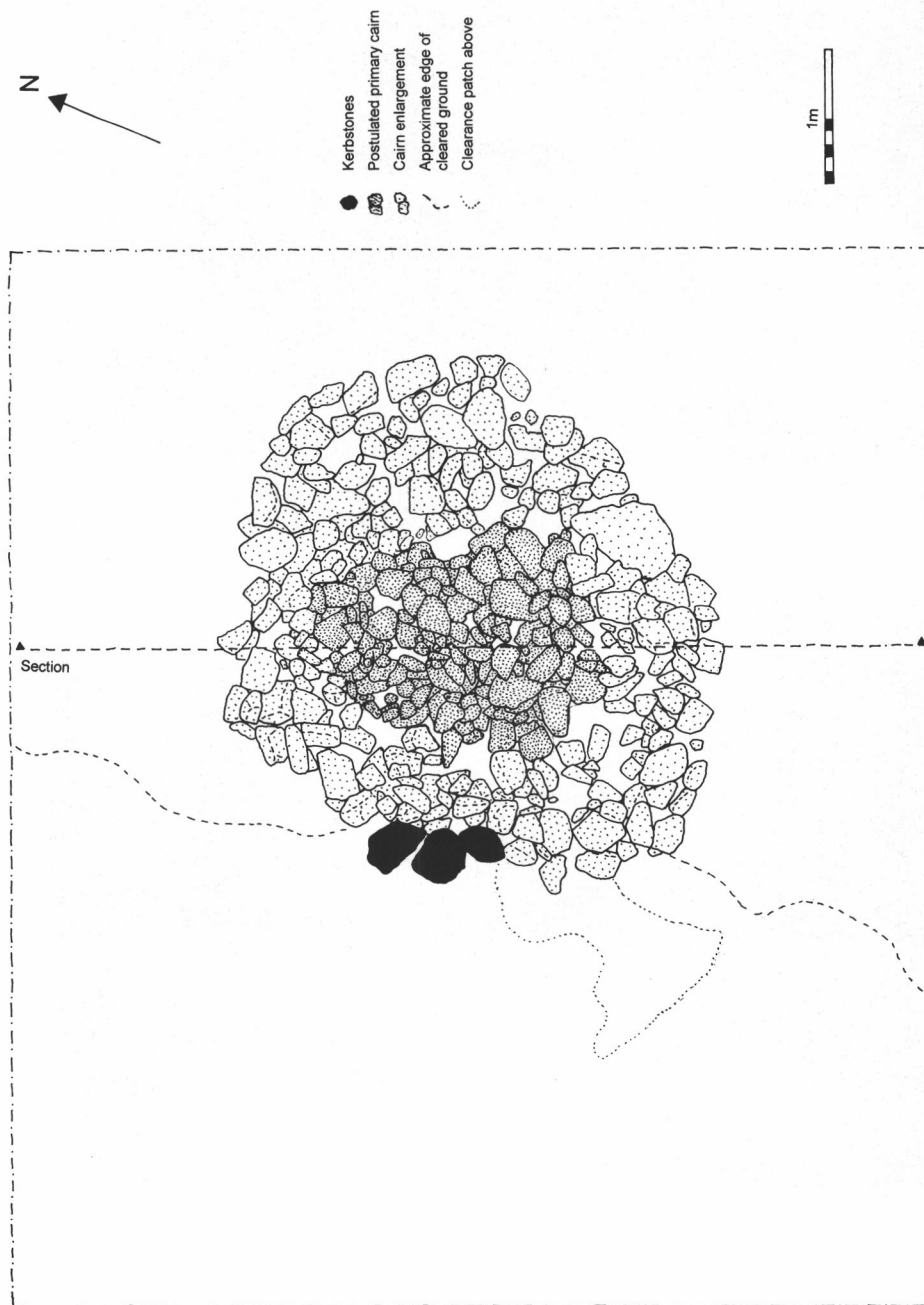 N
Kerbstones
Postulated primary cairn
Cairn enlargement
Approximate edge of
cleared ground
Clearance patch above
1m
Section